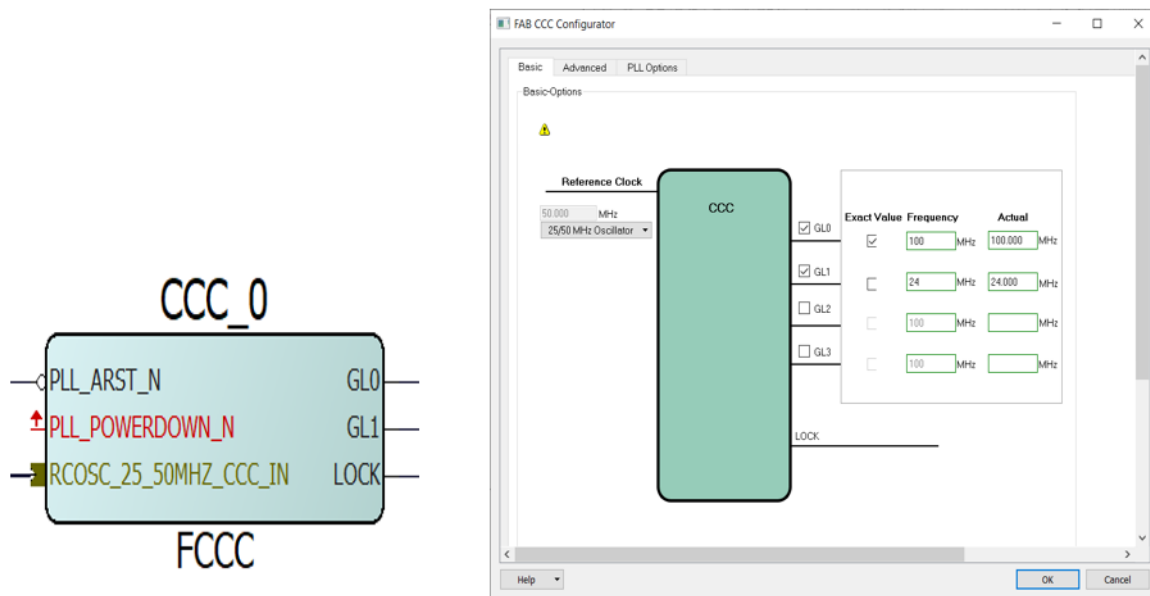 CCC_0
PLL_ARST_N GL0
PLL_POWERDOWN_N GL1
RCOSC_25_50MHZ_CCC_IN LOCK
FCCC
FAB CCC Configurator
Basic Advanced PLL Options
Basic-Options
Reference Clock
50.000 MHz
25/50 MHz Oscillator
CCC
Exact Value Frequency Actual
GL0 100 MHz 100.000 MHz
GL1 24 MHz 24.000 MHz
GL2 100 MHz MHz
GL3 100 MHz MHz
LOCK
Help OK Cancel